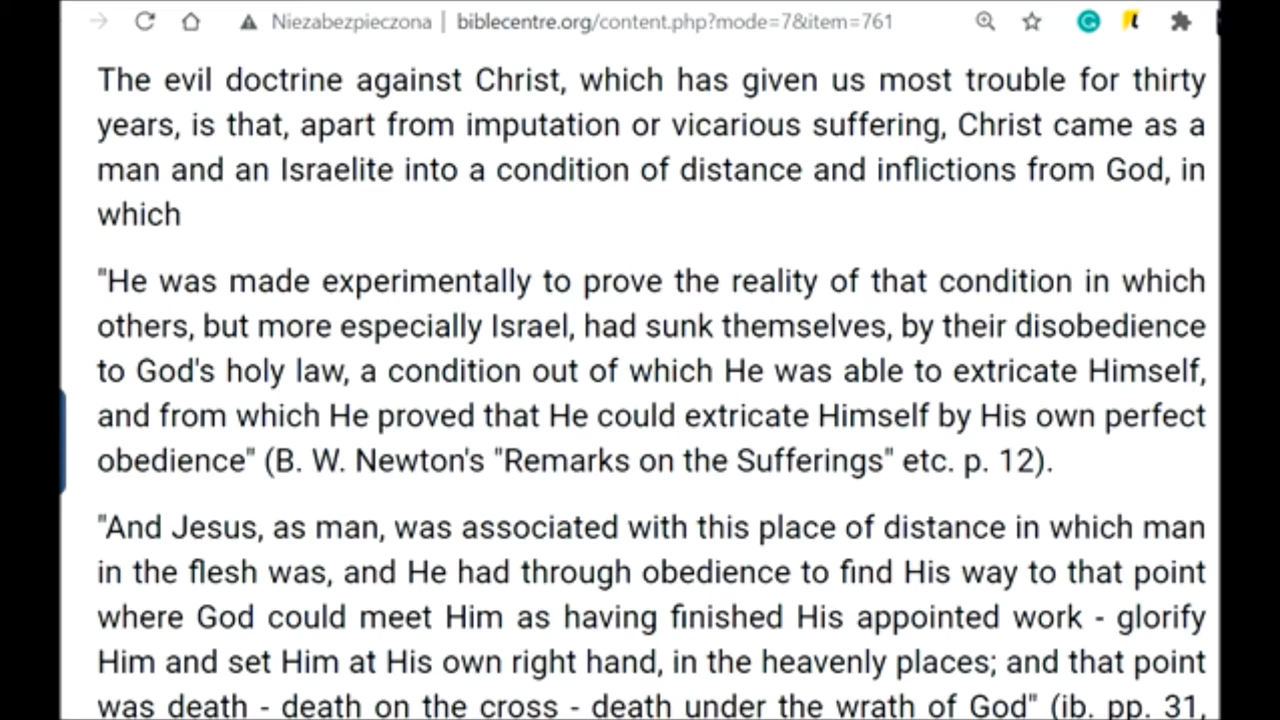 Niezabezpieczona | biblecentre.org/content.php?mode=7&item=761
The evil doctrine against Christ, which has given us most trouble for thirty
years, is that, apart from imputation or vicarious suffering, Christ came as a
man and an Israelite into a condition of distance and inflictions from God, in
which
"He was made experimentally to prove the reality of that condition in which
others, but more especially Israel, had sunk themselves, by their disobedience
to God's holy law, a condition out of which He was able to extricate Himself,
and from which He proved that He could extricate Himself by His own perfect
obedience" (B. W. Newton's "Remarks on the Sufferings" etc. p. 12).
"And Jesus, as man, was associated with this place of distance in which man
in the flesh was, and He had through obedience to find His way to that point
where God could meet Him as having finished His appointed work - glorify
Him and set Him at His own right hand, in the heavenly places; and that point
was death - death on the cross - death under the wrath of God" (ib. pp. 31,